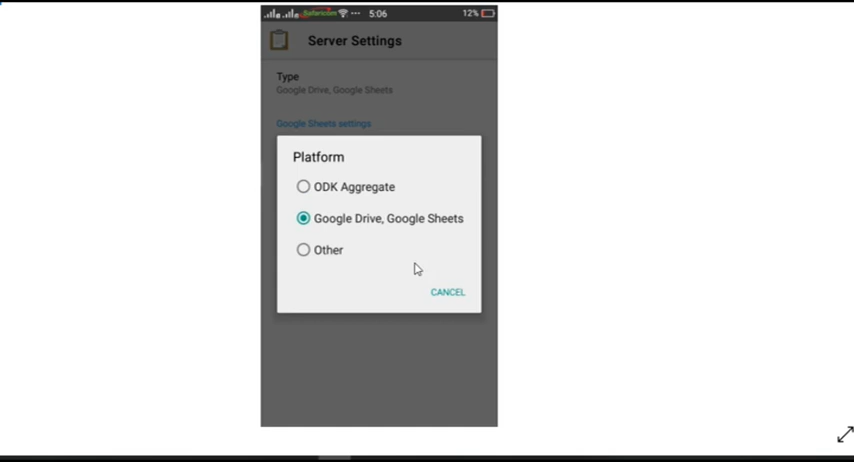 Safaricom 5:06 12%
Server Settings
Type
Google Drive, Google Sheets
Google Sheets settings
Platform
ODK Aggregate
Google Drive, Google Sheets
Other
CANCEL